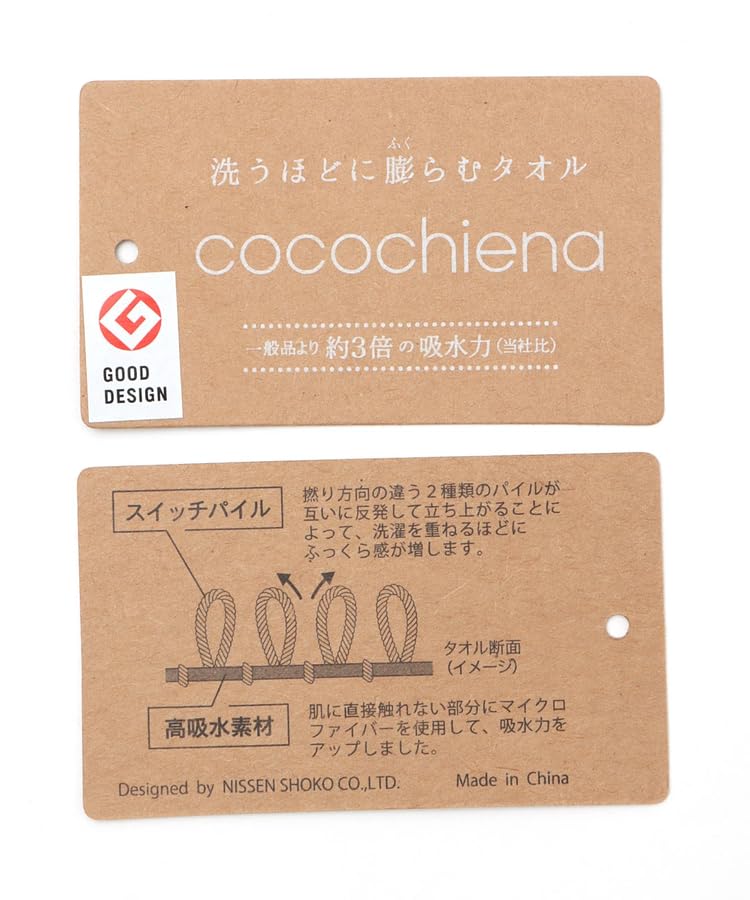 ふく
洗うほどに膨らむタオル
cocochiena
一般品より 約3倍の吸水力(当社比)
GOOD
DESIGN
スイッチパイル
撚り方向の違う2種類のパイルが
互いに反発して立ち上がることに
よって、洗濯を重ねるほどに
ふっくら感が増します。
タオル断面
(イメージ)
高吸水素材
肌に直接触れない部分にマイクロ
ファイバーを使用して、吸水力を
アップしました。
Designed by NISSEN SHOKO CO.,LTD. Made in China